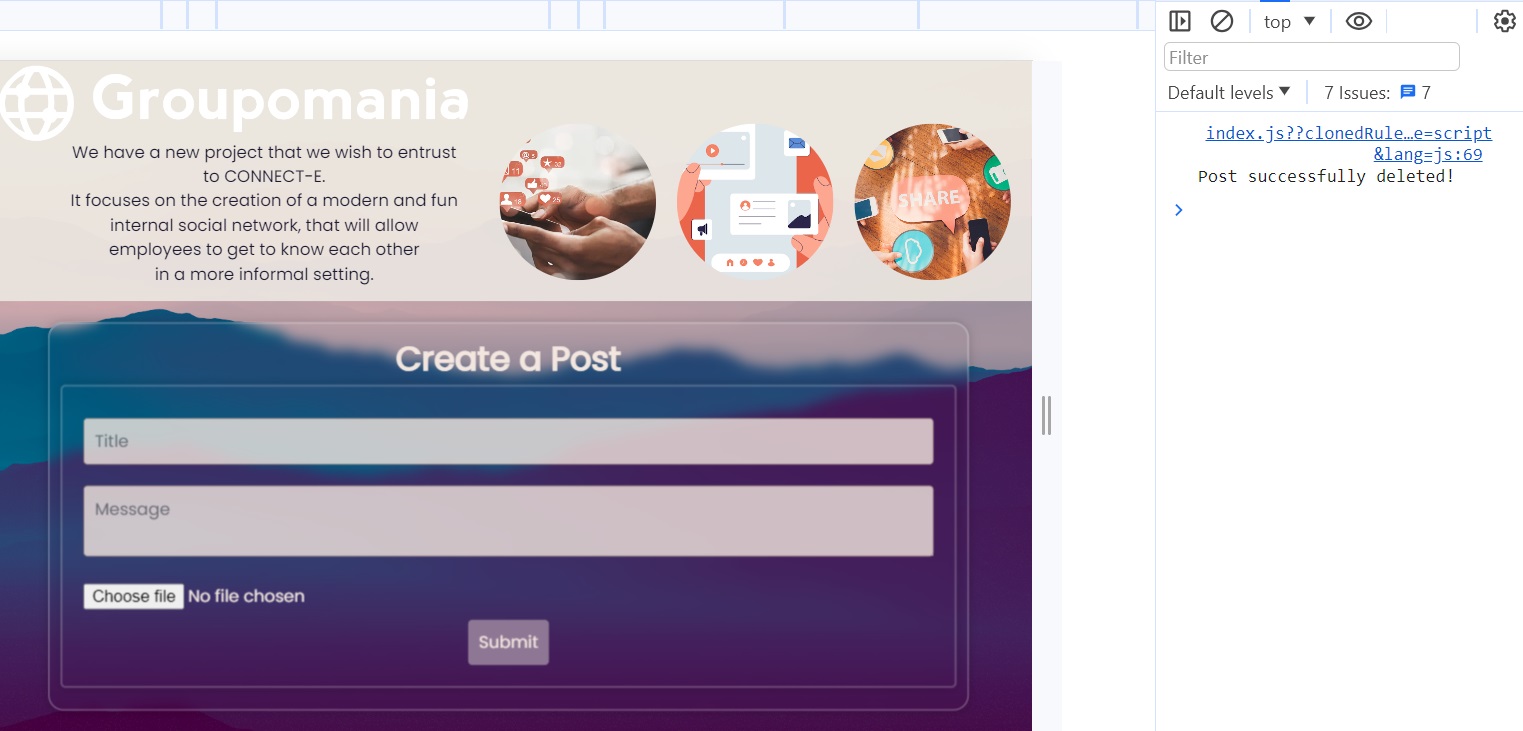 top
Filter
Default levels
7 Issues:
7
Groupomania
We have a new project that we wish to entrust
to CONNECT-E.
It focuses on the creation of a modern and fun
internal social network, that will allow
employees to get to know each other
in a more informal setting.
SHARE
index.js??clonedRule…e=script
&lang=js:69
Post successfully deleted!
Create a Post
Title
Message
Choose file No file chosen
Submit